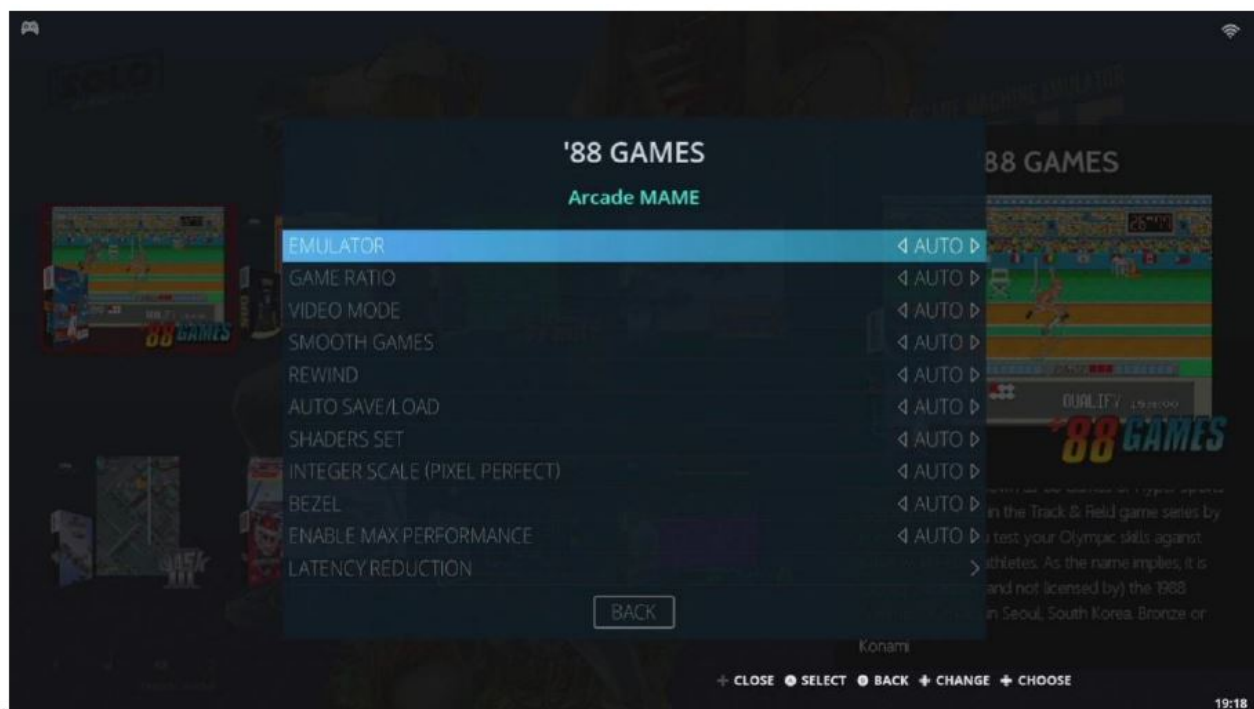 SOLO
'88 GAMES
Arcade MAME
88 GAMES
EMULATOR AUTO
GAME RATIO AUTO
VIDEO MODE AUTO
SMOOTH GAMES AUTO
REWIND AUTO
AUTO SAVE/LOAD AUTO
SHADERS SET AUTO
INTEGER SCALE (PIXEL PERFECT) AUTO
BEZEL AUTO
ENABLE MAX PERFORMANCE AUTO
LATENCY REDUCTION
BACK
'88 GAMES
QUALIFY
'88 GAMES
in the Track & Field game series by
test your Olympic skills against
athletes. As the name implies, it is
and not licensed by) the 1988
in Seoul, South Korea. Bronze or
Konami
CLOSE SELECT BACK CHANGE CHOOSE
19:18